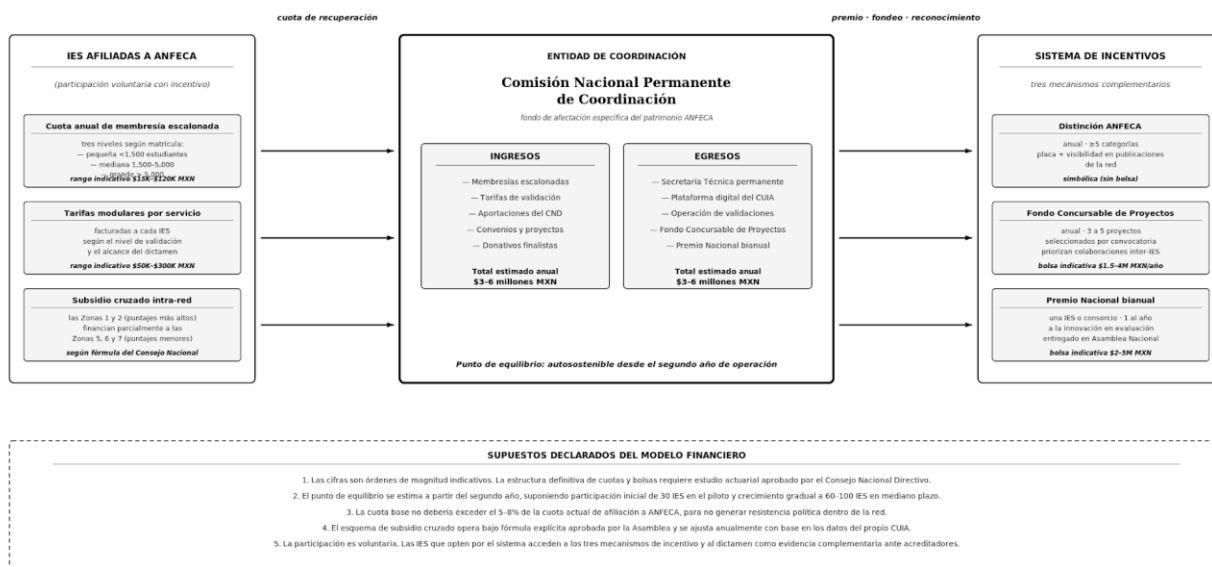 cuota de recuperación
premio · fondeo · reconocimiento
IES AFILIADAS A ANFECA
(participación voluntaria con incentivo)
Cuota anual de membresía escalonada
tres niveles según matrícula:
— pequeña <1,500 estudiantes
— mediana 1,500–5,000
— grande > 5,000
rango indicativo $15K–$120K MXN
Tarifas modulares por servicio
facturadas a cada IES
según el nivel de validación
y el alcance del dictamen
rango indicativo $50K–$300K MXN
Subsidio cruzado intra-red
las Zonas 1 y 2 (puntajes más altos)
financian parcialmente a las
Zonas 5, 6 y 7 (puntajes menores)
según fórmula del Consejo Nacional
ENTIDAD DE COORDINACIÓN
Comisión Nacional Permanente
de Coordinación
fondo de afectación específica del patrimonio ANFECA
INGRESOS
— Membresías escalonadas
— Tarifas de validación
— Aportaciones del CND
— Convenios y proyectos
— Donativos finalistas
Total estimado anual
$3–6 millones MXN
EGRESOS
— Secretaría Técnica permanente
— Plataforma digital del CUIA
— Operación de validaciones
— Fondo Concursable de Proyectos
— Premio Nacional bianual
Total estimado anual
$3–6 millones MXN
Punto de equilibrio: autosostenible desde el segundo año de operación
SISTEMA DE INCENTIVOS
tres mecanismos complementarios
Distinción ANFECA
anual · ≥5 categorías
placa + visibilidad en publicaciones
de la red
simbólica (sin bolsa)
Fondo Concursable de Proyectos
anual · 3 a 5 proyectos
seleccionados por convocatoria
priorizan colaboraciones inter-IES
bolsa indicativa $1.5–4M MXN/año
Premio Nacional bianual
una IES o consorcio · 1 al año
a la innovación en evaluación
entregado en Asamblea Nacional
bolsa indicativa $2–5M MXN
SUPUESTOS DECLARADOS DEL MODELO FINANCIERO
1. Las cifras son órdenes de magnitud indicativos. La estructura definitiva de cuotas y bolsas requiere estudio actuarial aprobado por el Consejo Nacional Directivo.
2. El punto de equilibrio se estima a partir del segundo año, suponiendo participación inicial de 30 IES en el piloto y crecimiento gradual a 60–100 IES en mediano plazo.
3. La cuota base no debería exceder el 5–8% de la cuota actual de afiliación a ANFECA, para no generar resistencia política dentro de la red.
4. El esquema de subsidio cruzado opera bajo fórmula explícita aprobada por la Asamblea y se ajusta anualmente con base en los datos del propio CUIA.
5. La participación es voluntaria. Las IES que opten por el sistema acceden a los tres mecanismos de incentivo y al dictamen como evidencia complementaria ante acreditadores.